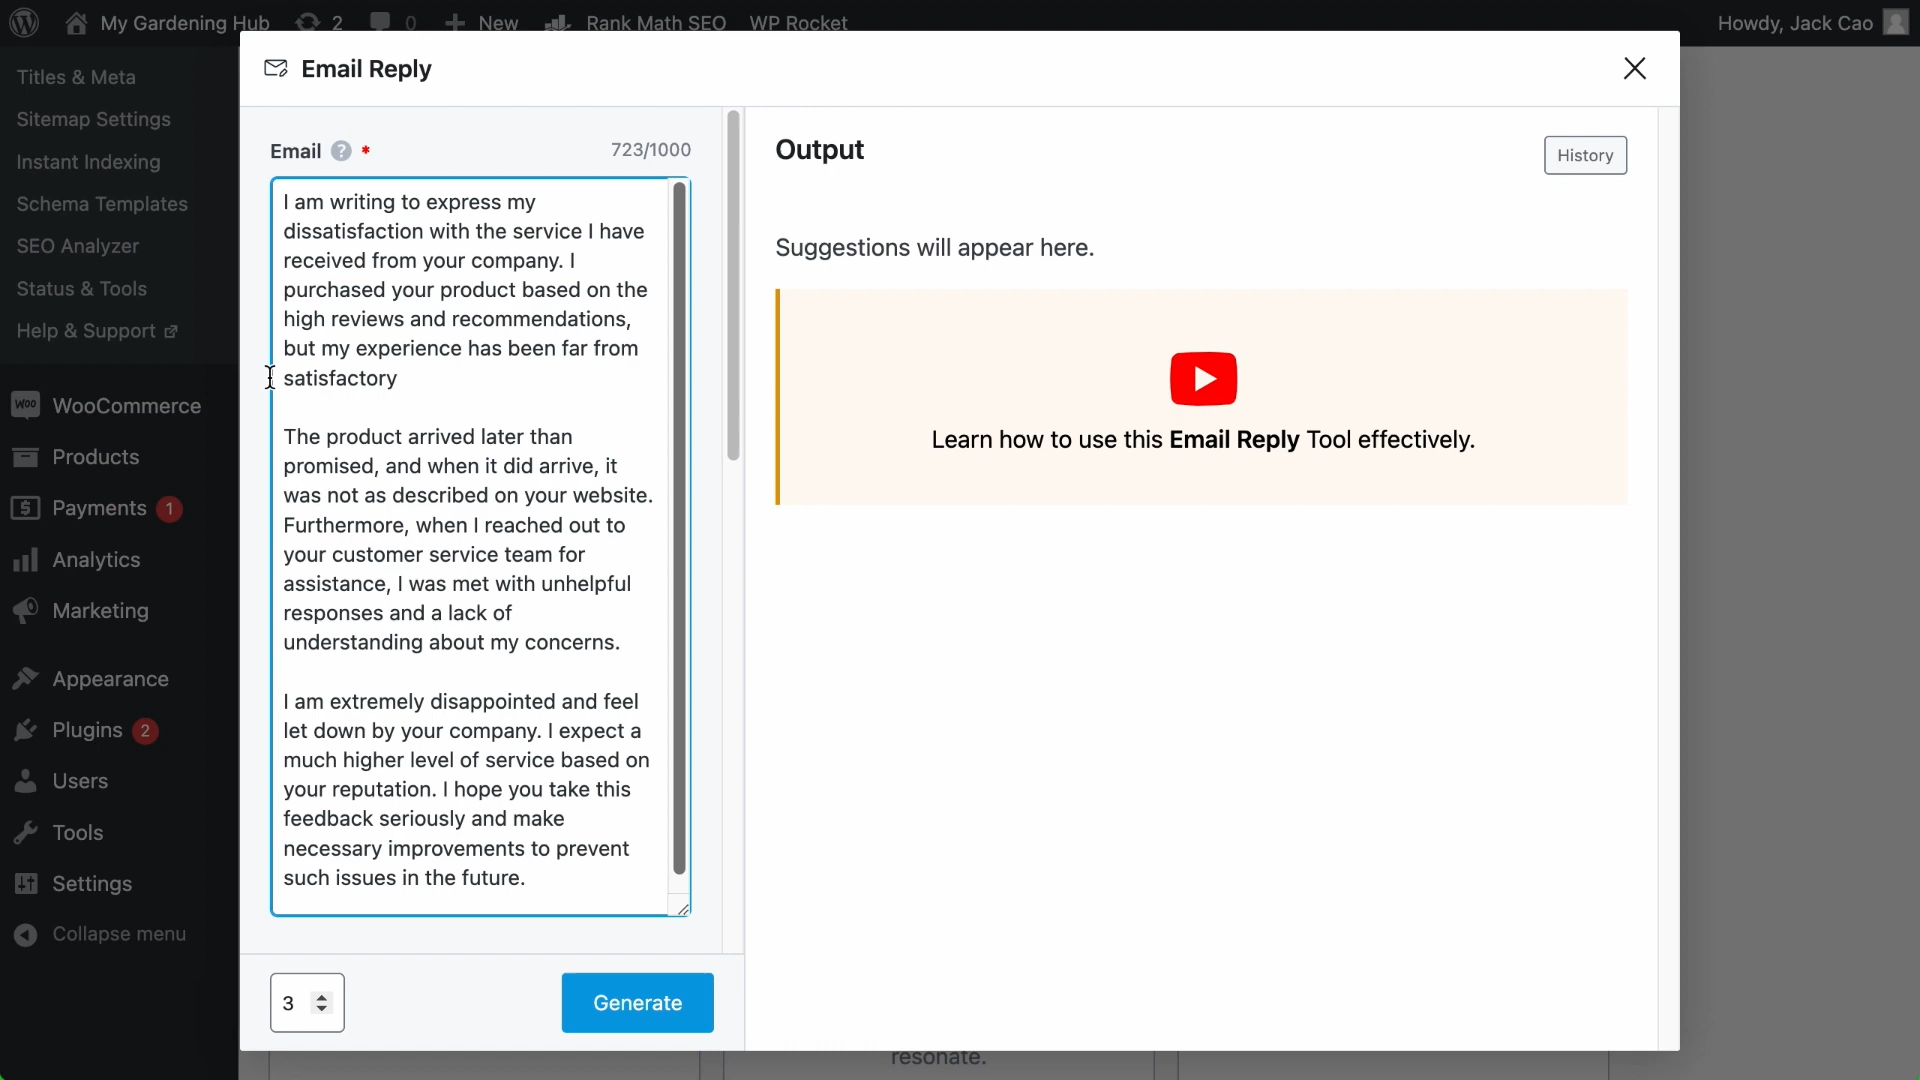 My Gardening Hub
2
0
New
Rank Math SEO
WP Rocket
Howdy, Jack Cao
Titles & Meta
Sitemap Settings
Instant Indexing
Schema Templates
SEO Analyzer
Status & Tools
Help & Support
WOO WooCommerce
Products
Payments 1
Analytics
Marketing
Appearance
Plugins 2
Users
Tools
Settings
Collapse menu
Email Reply
Email ? *
723/1000
I am writing to express my
dissatisfaction with the service I have
received from your company. I
purchased your product based on the
high reviews and recommendations,
but my experience has been far from
satisfactory
The product arrived later than
promised, and when it did arrive, it
was not as described on your website.
Furthermore, when I reached out to
your customer service team for
assistance, I was met with unhelpful
responses and a lack of
understanding about my concerns.
I am extremely disappointed and feel
let down by your company. I expect a
much higher level of service based on
your reputation. I hope you take this
feedback seriously and make
necessary improvements to prevent
such issues in the future.
3
Generate
Output
History
Suggestions will appear here.
Learn how to use this Email Reply Tool effectively.
resonate.